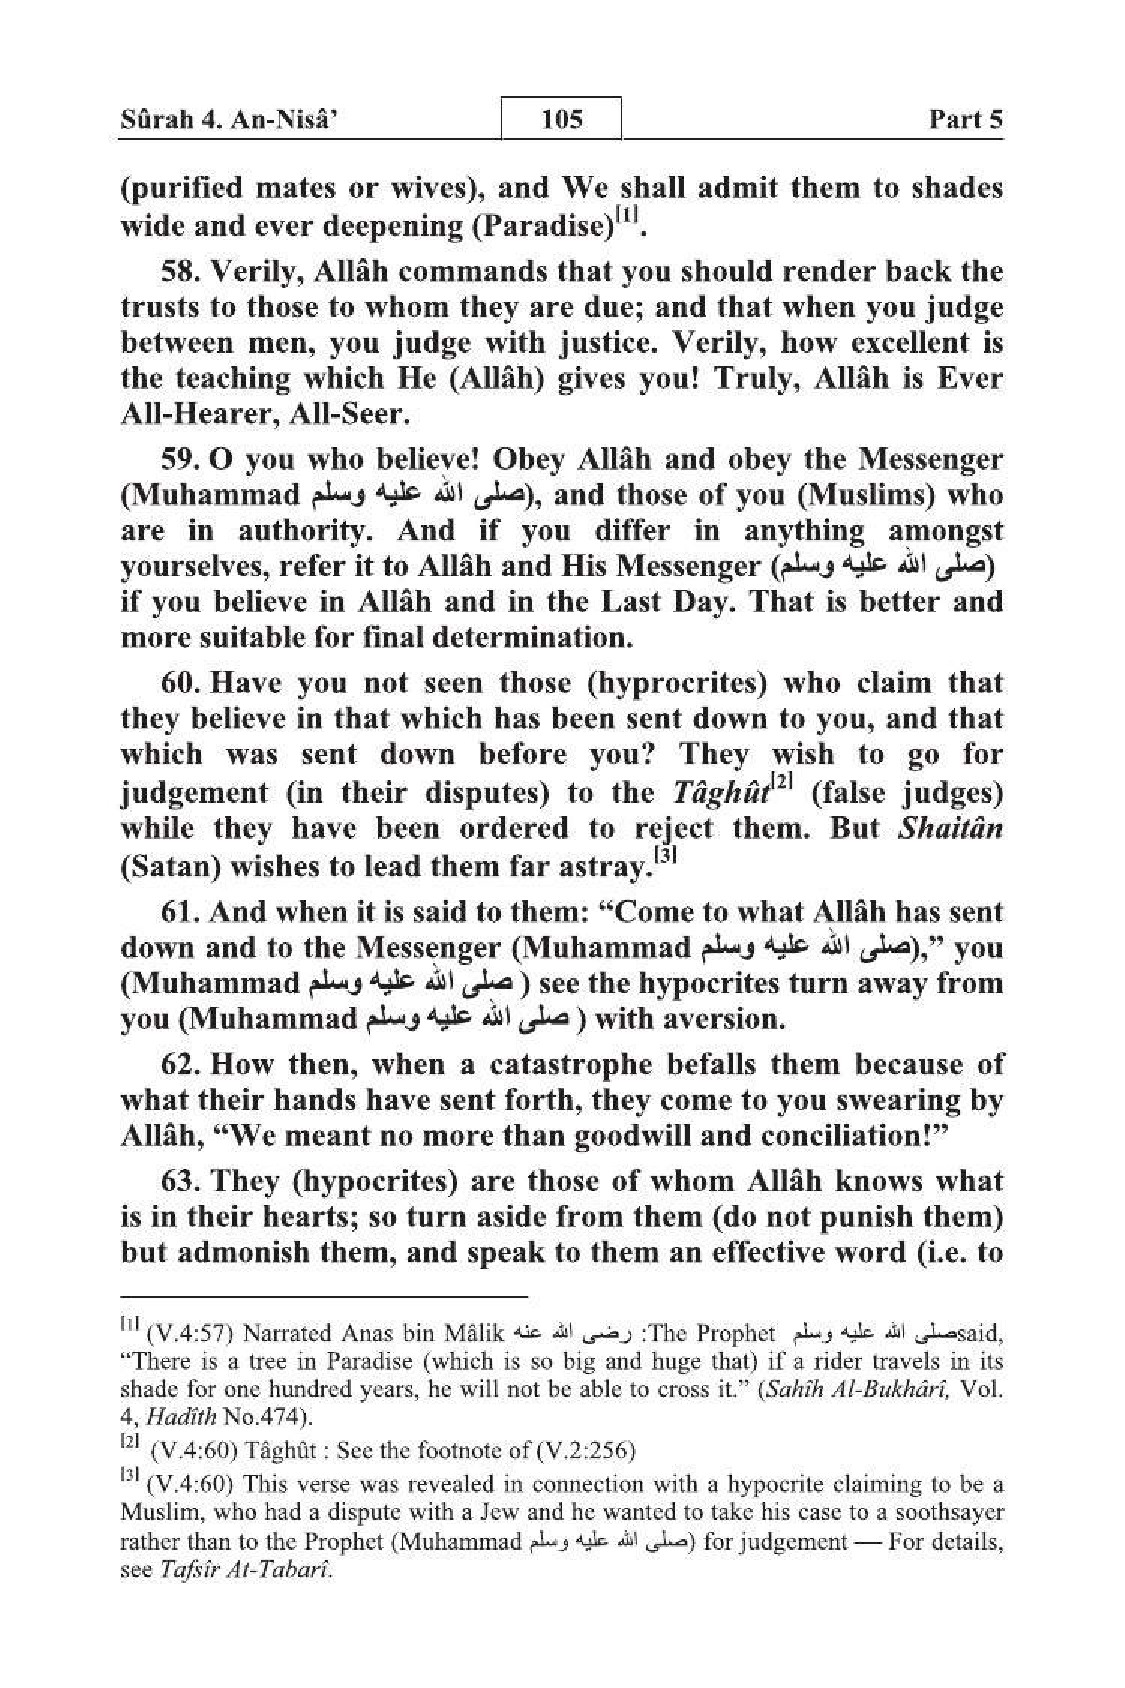 Sûrah 4. An-Nisâ’ 105 Part 5
(purified mates or wives), and We shall admit them to shades
wide and ever deepening (Paradise)[1].
58. Verily, Allâh commands that you should render back the
trusts to those to whom they are due; and that when you judge
between men, you judge with justice. Verily, how excellent is
the teaching which He (Allâh) gives you! Truly, Allâh is Ever
All-Hearer, All-Seer.
59. O you who believe! Obey Allâh and obey the Messenger
(Muhammad صلى الله عليه وسلم), and those of you (Muslims) who
are in authority. And if you differ in anything amongst
yourselves, refer it to Allâh and His Messenger (صلى الله عليه وسلم)
if you believe in Allâh and in the Last Day. That is better and
more suitable for final determination.
60. Have you not seen those (hyprocrites) who claim that
they believe in that which has been sent down to you, and that
which was sent down before you? They wish to go for
judgement (in their disputes) to the Tâghût[2] (false judges)
while they have been ordered to reject them. But Shaitân
(Satan) wishes to lead them far astray.[3]
61. And when it is said to them: “Come to what Allâh has sent
down and to the Messenger (Muhammad صلى الله عليه وسلم),” you
(Muhammad صلى الله عليه وسلم ) see the hypocrites turn away from
you (Muhammad صلى الله عليه وسلم ) with aversion.
62. How then, when a catastrophe befalls them because of
what their hands have sent forth, they come to you swearing by
Allâh, “We meant no more than goodwill and conciliation!”
63. They (hypocrites) are those of whom Allâh knows what
is in their hearts; so turn aside from them (do not punish them)
but admonish them, and speak to them an effective word (i.e. to
[1] (V.4:57) Narrated Anas bin Mâlik رضى الله عنه :The Prophet صلى الله عليه وسلمsaid,
“There is a tree in Paradise (which is so big and huge that) if a rider travels in its
shade for one hundred years, he will not be able to cross it.” (Sahîh Al-Bukhârî, Vol.
4, Hadîth No.474).
[2] (V.4:60) Tâghût : See the footnote of (V.2:256)
[3] (V.4:60) This verse was revealed in connection with a hypocrite claiming to be a
Muslim, who had a dispute with a Jew and he wanted to take his case to a soothsayer
rather than to the Prophet (Muhammad صلى الله عليه وسلم) for judgement — For details,
see Tafsîr At-Tabarî.